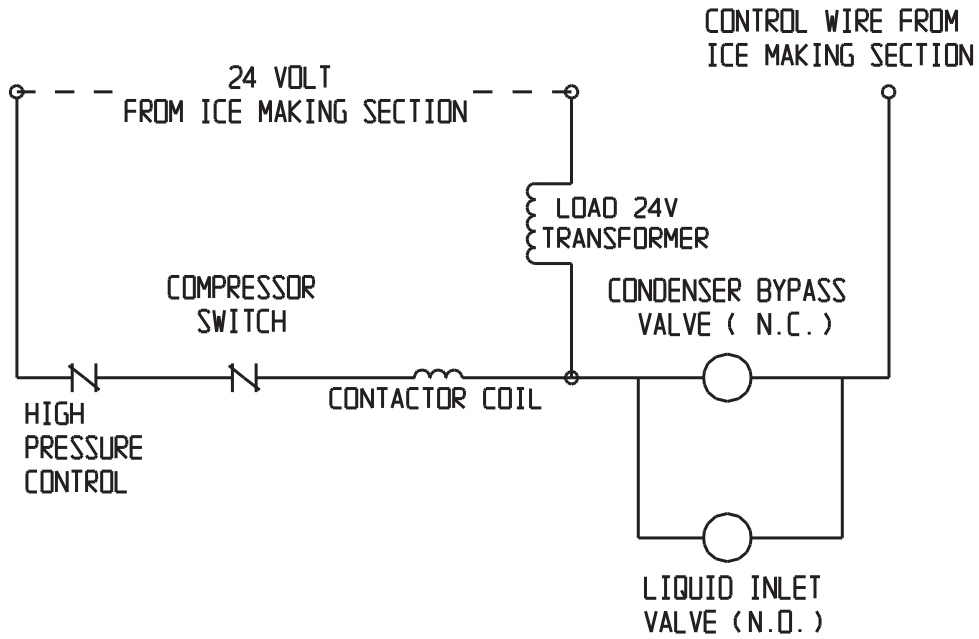 CONTROL WIRE FROM
ICE MAKING SECTION
24 VOLT
FROM ICE MAKING SECTION
LOAD 24V
TRANSFORMER
COMPRESSOR
SWITCH
CONDENSER BYPASS
VALVE ( N.C. )
CONTACTOR COIL
HIGH
PRESSURE
CONTROL
LIQUID INLET
VALVE (N.O. )